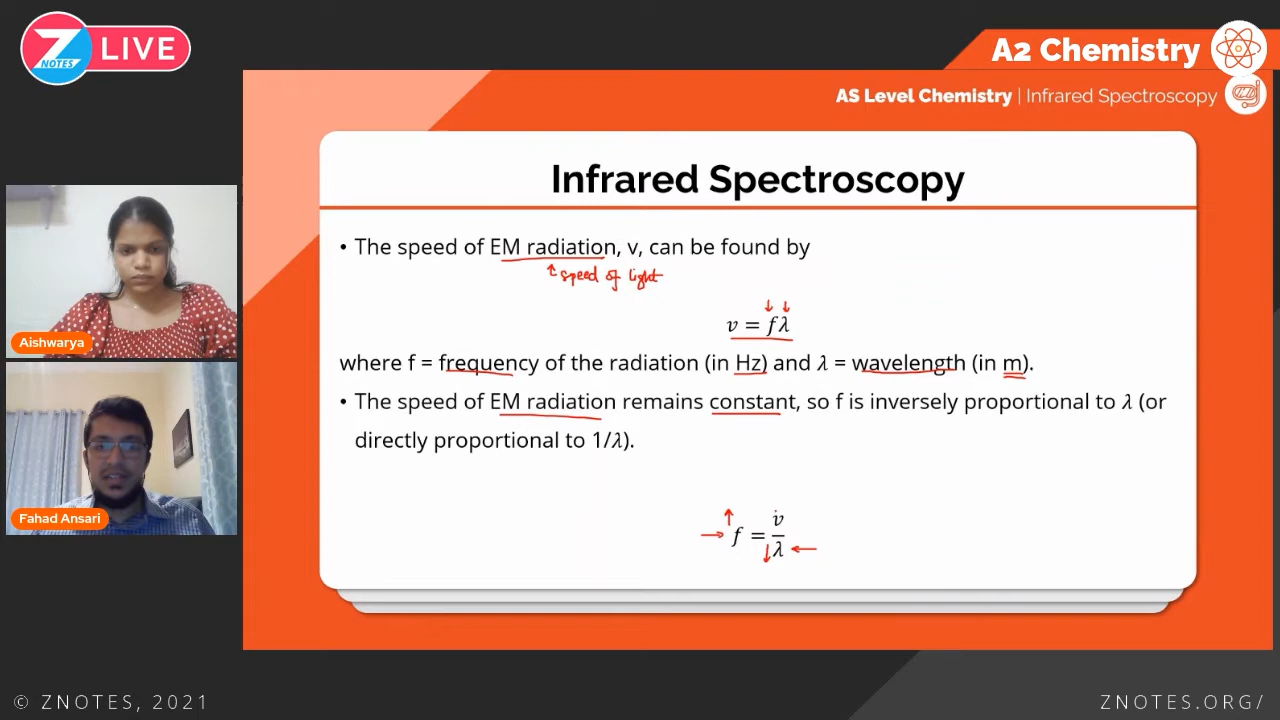 Z NOTES LIVE
A2 Chemistry
AS Level Chemistry | Infrared Spectroscopy
Infrared Spectroscopy
• The speed of EM radiation, v, can be found by
↑ speed of light
v = fλ
where f = frequency of the radiation (in Hz) and λ = wavelength (in m).
• The speed of EM radiation remains constant, so f is inversely proportional to λ (or
directly proportional to 1/λ).
f = v/λ
Aishwarya
Fahad Ansari
© ZNOTES, 2021
ZNOTES.ORG/